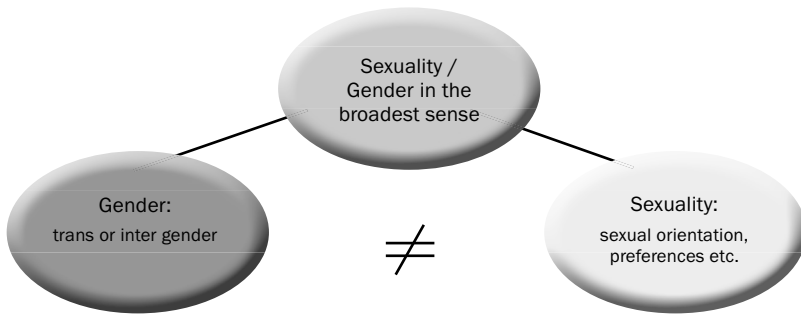 Sexuality /
Gender in the
broadest sense
Gender:
trans or inter gender
≠
Sexuality:
sexual orientation,
preferences etc.